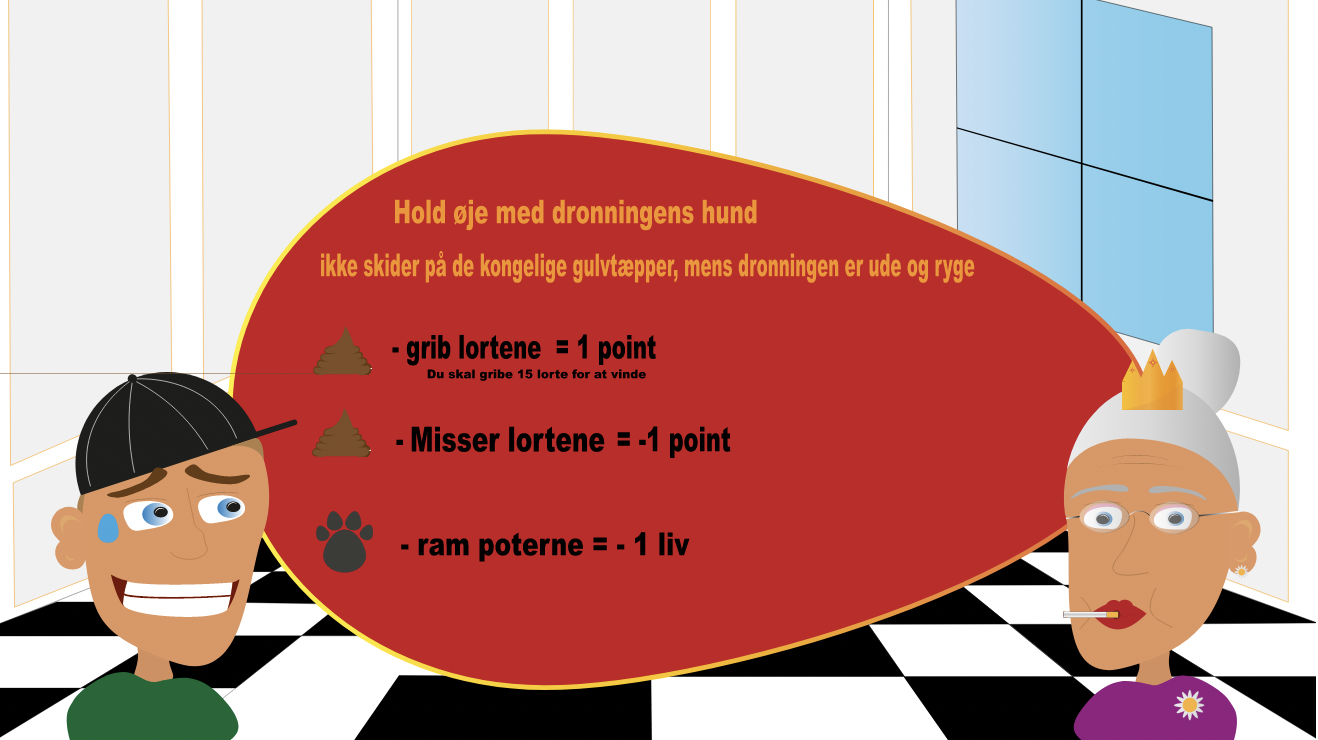 Hold øje med dronningens hund
ikke skider på de kongelige gulvtæpper, mens dronningen er ude og ryge
- grib lortene = 1 point
Du skal gribe 15 lorte for at vinde
- Misser lortene = -1 point
- ram poterne = - 1 liv